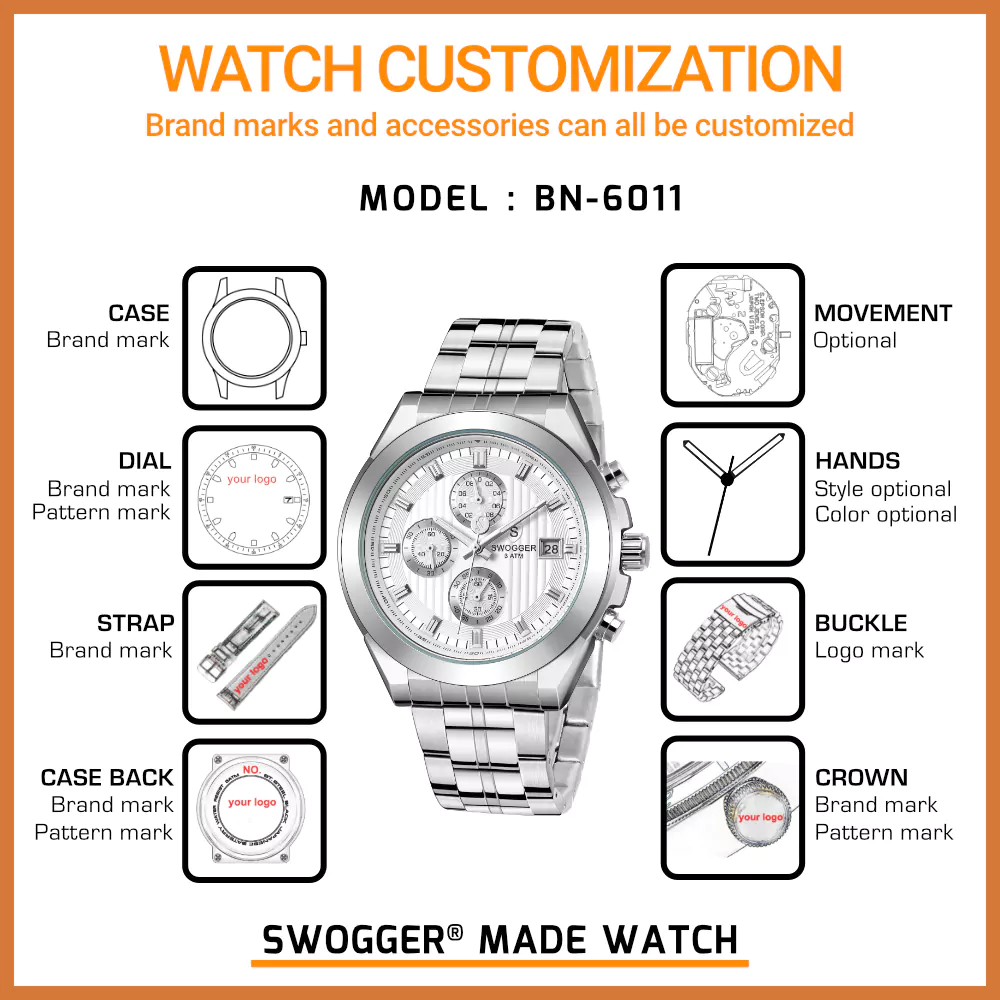 WATCH CUSTOMIZATION
Brand marks and accessories can all be customized
MODEL : BN-6011
CASE
Brand mark
DIAL
Brand mark
Pattern mark
your logo
STRAP
Brand mark
your logo
CASE BACK
Brand mark
Pattern mark
NO.
your logo
S
SWOGGER
3 ATM
28
MOVEMENT
Optional
HANDS
Style optional
Color optional
BUCKLE
Logo mark
your logo
CROWN
Brand mark
Pattern mark
your logo
SWOGGER® MADE WATCH